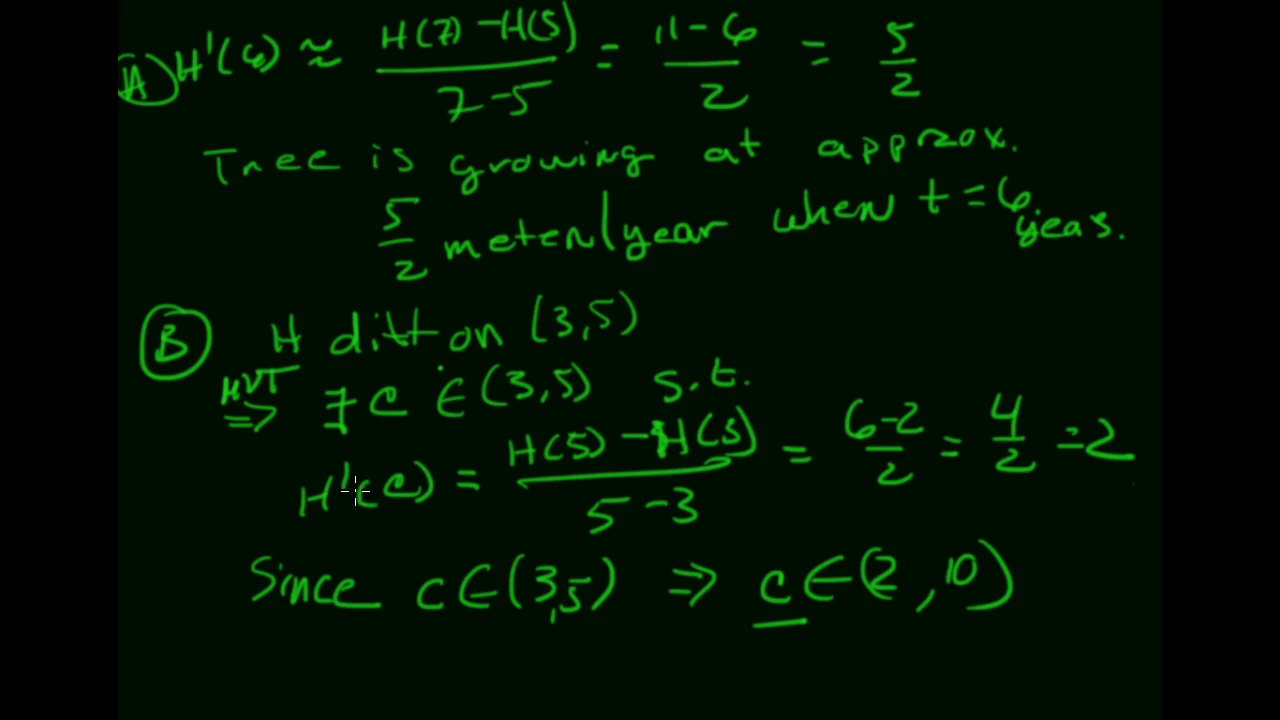 A H'(6) ≈ H(7) - H(5) / 7-5 = 11-6 / 2 = 5/2
Tree is growing at approx.
5/2 meters/year when t = 6 years.
B H diff on (3,5)
MVT ⇒ ∃ c ∈ (3,5) s.t.
H'(c) = H(5) - H(3) / 5-3 = 6-2 / 2 = 4/2 = 2
Since c ∈ (3,5) ⇒ c ∈ (2, 10)